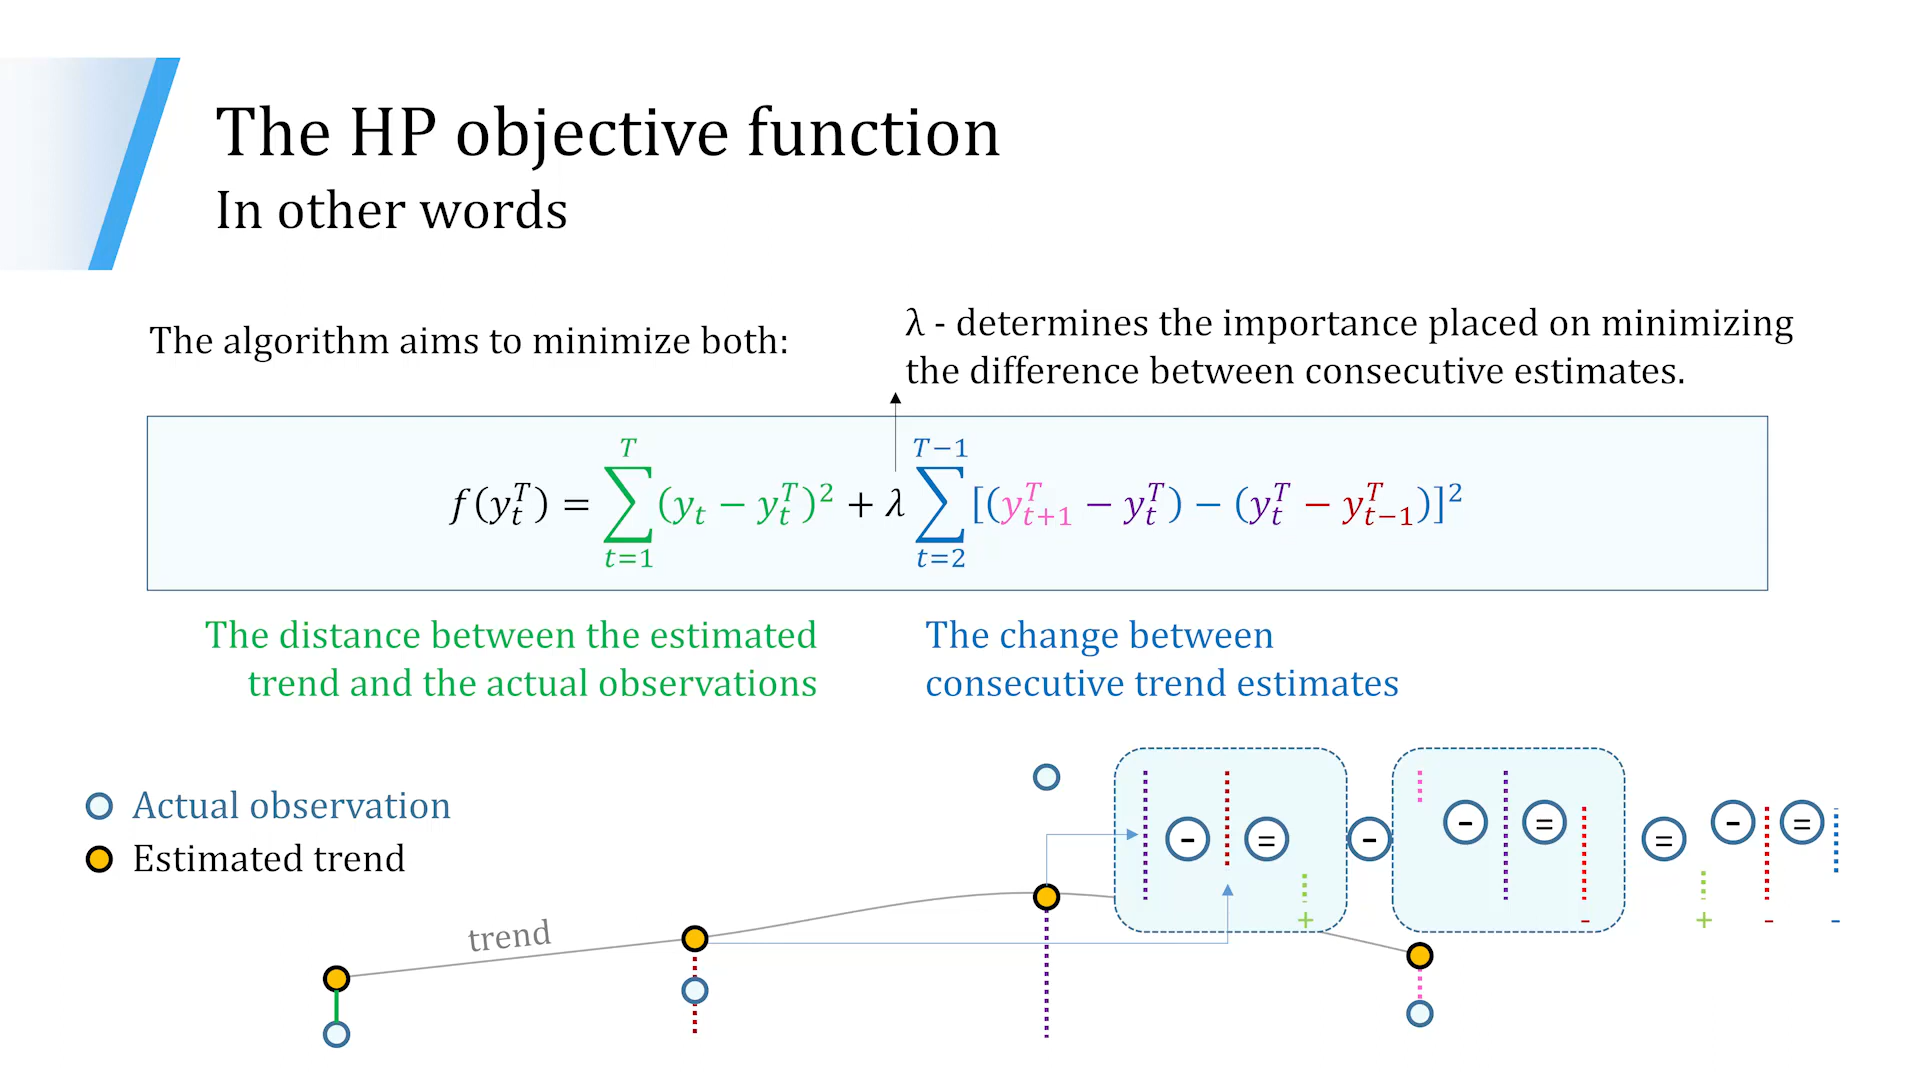 The HP objective function
In other words
The algorithm aims to minimize both:
λ - determines the importance placed on minimizing
the difference between consecutive estimates.
f(y_t^T) = ∑_{t=1}^{T} (y_t − y_t^T)^2 + λ ∑_{t=2}^{T−1} [(y_{t+1}^T − y_t^T) − (y_t^T − y_{t−1}^T)]^2
The distance between the estimated
trend and the actual observations
The change between
consecutive trend estimates
Actual observation
Estimated trend
trend
- = - - = = - =
+ - + - -